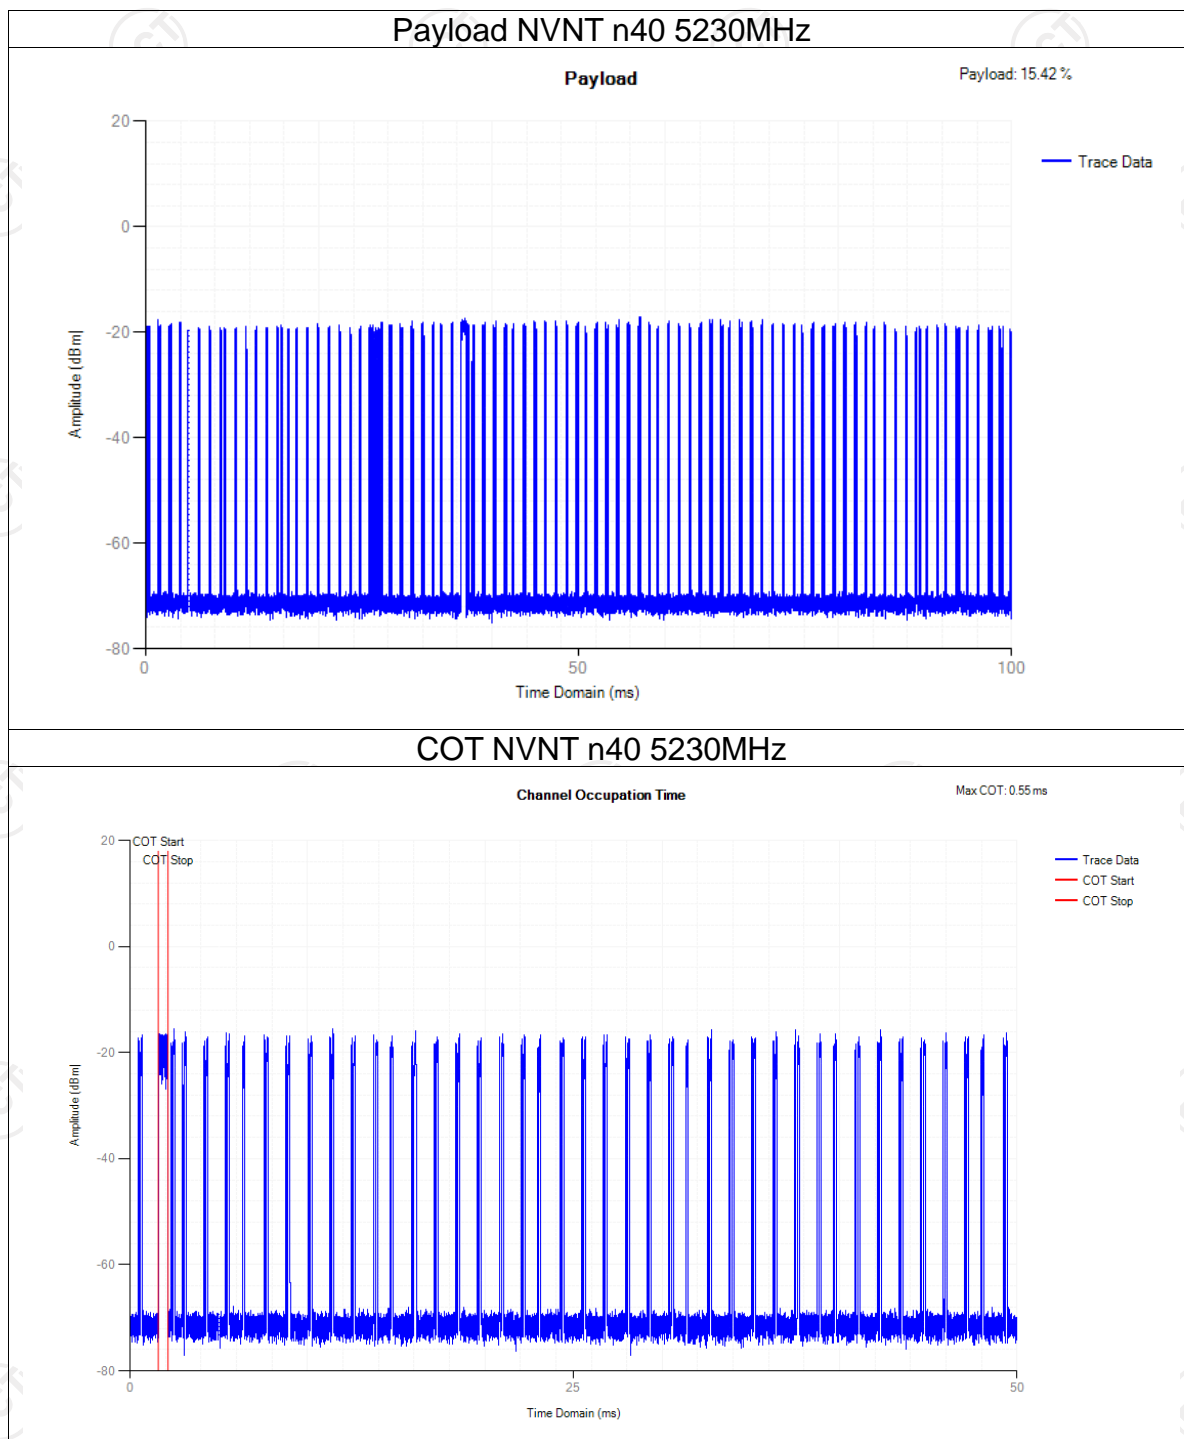 Payload NVNT n40 5230MHz
Payload
Payload: 15.42 %
20
0
-20
-40
-60
-80
Amplitude (dBm)
0
50
100
Time Domain (ms)
Trace Data
COT NVNT n40 5230MHz
Channel Occupation Time
Max COT: 0.55 ms
COT Start
COT Stop
20
0
-20
-40
-60
-80
Amplitude (dBm)
0
25
50
Time Domain (ms)
Trace Data
COT Start
COT Stop